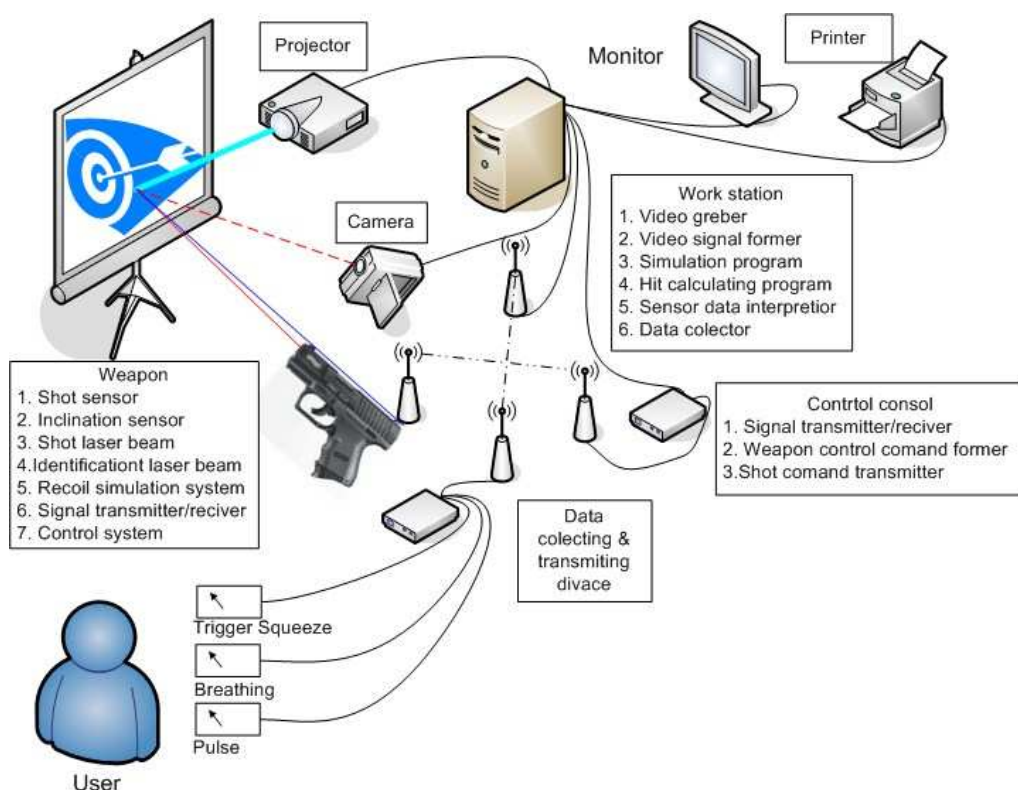 Projector
Monitor
Printer
Camera
Work station
1. Video greber
2. Video signal former
3. Simulation program
4. Hit calculating program
5. Sensor data interpretior
6. Data colector
Weapon
1. Shot sensor
2. Inclination sensor
3. Shot laser beam
4.Identificationt laser beam
5. Recoil simulation system
6. Signal transmitter/reciver
7. Control system
Contrtol consol
1. Signal transmitter/reciver
2. Weapon control comand former
3.Shot comand transmitter
Data
colecting &
transmiting
divace
Trigger Squeeze
Breathing
Pulse
User